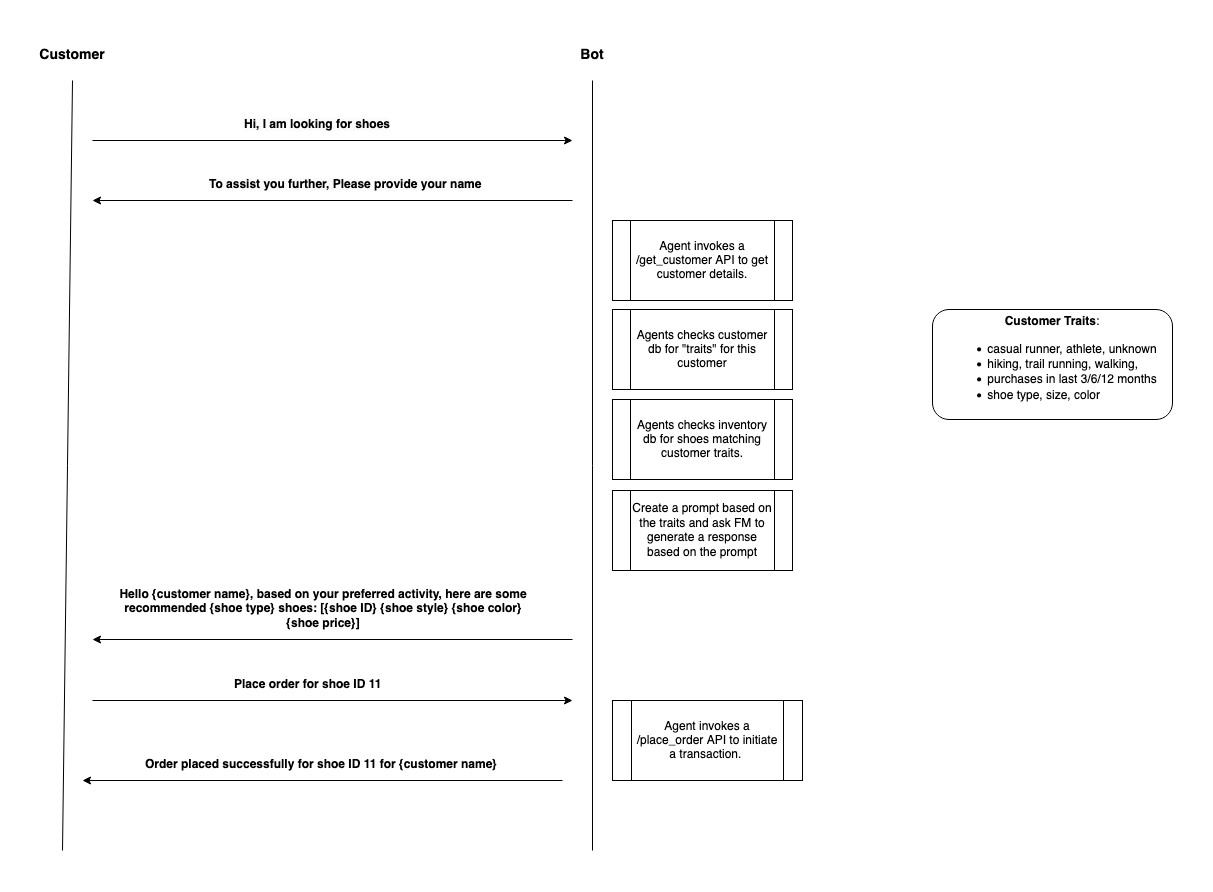 Customer
Bot
Hi, I am looking for shoes
To assist you further, Please provide your name
Agent invokes a
/get_customer API to get
customer details.
Agents checks customer
db for "traits" for this
customer
Customer Traits:
• casual runner, athlete, unknown
• hiking, trail running, walking,
• purchases in last 3/6/12 months
• shoe type, size, color
Agents checks inventory
db for shoes matching
customer traits.
Create a prompt based on
the traits and ask FM to
generate a response
based on the prompt
Hello {customer name}, based on your preferred activity, here are some
recommended {shoe type} shoes: [{shoe ID} {shoe style} {shoe color}
{shoe price}]
Place order for shoe ID 11
Agent invokes a
/place_order API to initiate
a transaction.
Order placed successfully for shoe ID 11 for {customer name}